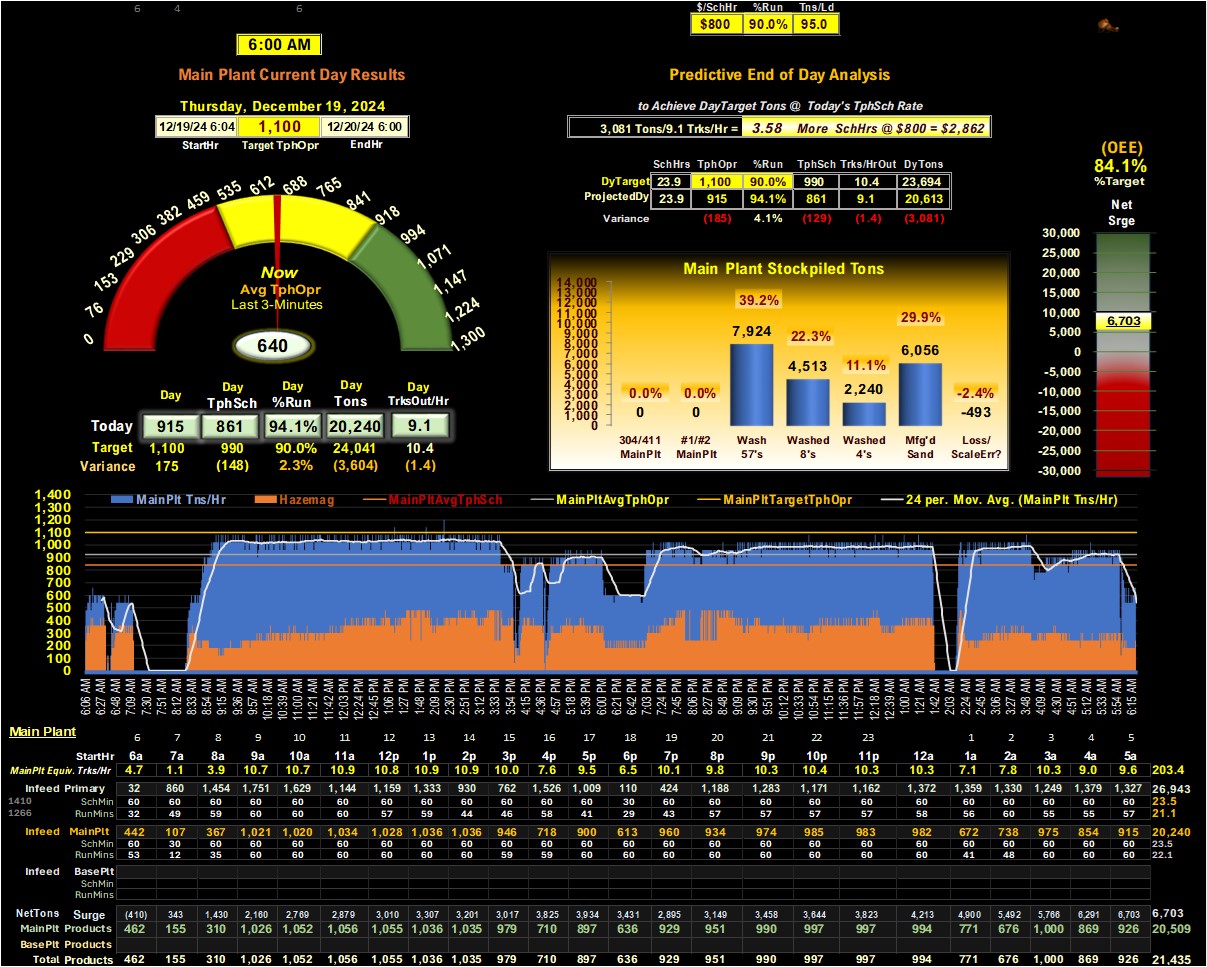 6 4 6
$/SchHr %Run Tns/Ld
$800 90.0% 95.0
6:00 AM
Main Plant Current Day Results
Predictive End of Day Analysis
Thursday, December 19, 2024
to Achieve DayTarget Tons @ Today's TphSch Rate
12/19/24 6:04 1,100 12/20/24 6:00
StartHr Target TphOpr EndHr
3,081 Tons/9.1 Trks/Hr = 3.58 More SchHrs @ $800 = $2,862
(OEE)
84.1%
%Target
SchHrs TphOpr %Run TphSch Trks/HrOut DyTons
DyTarget 23.9 1,100 90.0% 990 10.4 23,694
ProjectedDy 23.9 915 94.1% 861 9.1 20,613
Variance (185) 4.1% (129) (1.4) (3,081)
Net
Srge
30,000
25,000
20,000
15,000
10,000
6,703
5,000
0
-5,000
-10,000
-15,000
-20,000
-25,000
-30,000
0 76 153 229 306 382 459 535 612 688 765 841 918 994 1,071 1,147 1,224 1,300
Now
Avg TphOpr
Last 3-Minutes
640
Main Plant Stockpiled Tons
14,000
13,000
12,000
11,000
10,000
9,000
8,000
7,000
6,000
5,000
4,000
3,000
2,000
1,000
0
0.0% 0.0% 39.2% 22.3% 11.1% 29.9% -2.4%
0 0 7,924 4,513 2,240 6,056 -493
304/411 #1/#2 Wash Washed Washed Mfg'd Loss/
MainPlt MainPlt 57's 8's 4's Sand ScaleErr?
Day Day Day Day Day
TphSch %Run Tons TrksOut/Hr
Today 915 861 94.1% 20,240 9.1
Target 1,100 990 90.0% 24,041 10.4
Variance 175 (148) 2.3% (3,604) (1.4)
MainPlt Tns/Hr Hazemag MainPltAvgTphSch MainPltAvgTphOpr MainPltTargetTphOpr 24 per. Mov. Avg. (MainPlt Tns/Hr)
1,400
1,300
1,200
1,100
1,000
900
800
700
600
500
400
300
200
100
0
6:06 AM 6:27 AM 6:48 AM 7:09 AM 7:30 AM 7:51 AM 8:12 AM 8:33 AM 8:54 AM 9:15 AM 9:36 AM 9:57 AM 10:18 AM 10:39 AM 11:00 AM 11:21 AM 11:42 AM 12:03 PM 12:24 PM 12:45 PM 1:06 PM 1:27 PM 1:48 PM 2:09 PM 2:30 PM 2:51 PM 3:12 PM 3:33 PM 3:54 PM 4:15 PM 4:36 PM 4:57 PM 5:18 PM 5:39 PM 6:00 PM 6:21 PM 6:42 PM 7:03 PM 7:24 PM 7:45 PM 8:06 PM 8:27 PM 8:48 PM 9:09 PM 9:30 PM 9:51 PM 10:12 PM 10:33 PM 10:54 PM 11:15 PM 11:36 PM 11:57 PM 12:18 AM 12:39 AM 1:00 AM 1:21 AM 1:42 AM 2:03 AM 2:24 AM 2:45 AM 3:06 AM 3:27 AM 3:48 AM 4:09 AM 4:30 AM 4:51 AM 5:12 AM 5:33 AM 5:54 AM 6:15 AM
Main Plant
6 7 8 9 10 11 12 13 14 15 16 17 18 19 20 21 22 23 1 2 3 4 5
StartHr 6a 7a 8a 9a 10a 11a 12p 1p 2p 3p 4p 5p 6p 7p 8p 9p 10p 11p 12a 1a 2a 3a 4a 5a
MainPlt Equiv. Trks/Hr 4.7 1.1 3.9 10.7 10.7 10.9 10.8 10.9 10.9 10.0 7.6 9.5 6.5 10.1 9.8 10.3 10.4 10.3 10.3 7.1 7.8 10.3 9.0 9.6 203.4
Infeed Primary 32 860 1,454 1,751 1,629 1,144 1,159 1,333 930 762 1,526 1,009 110 424 1,188 1,283 1,171 1,162 1,372 1,359 1,330 1,249 1,379 1,327 26,943
1410 SchMin 60 60 60 60 60 60 60 60 60 60 60 60 30 60 60 60 60 60 60 60 60 60 60 60 23.5
1266 RunMins 32 49 59 60 60 60 57 59 44 46 58 41 29 43 57 57 57 57 58 56 60 55 55 57 21.1
Infeed MainPlt 442 107 367 1,021 1,020 1,034 1,028 1,036 1,036 946 718 900 613 960 934 974 985 983 982 672 738 975 854 915 20,240
SchMin 60 30 60 60 60 60 60 60 60 60 60 60 60 60 60 60 60 60 60 60 60 60 60 60 23.5
RunMins 53 12 35 60 60 60 60 60 60 59 59 60 60 60 60 60 60 60 60 41 48 60 60 60 22.1
Infeed BasePlt
SchMin
RunMins
NetTons Surge (410) 343 1,430 2,160 2,769 2,879 3,010 3,307 3,201 3,017 3,825 3,934 3,431 2,895 3,149 3,458 3,644 3,823 4,213 4,900 5,492 5,766 6,291 6,703 6,703
MainPlt Products 462 155 310 1,026 1,052 1,056 1,055 1,036 1,035 979 710 897 636 929 951 990 997 997 994 771 676 1,000 869 926 20,509
BasePlt Products
Total Products 462 155 310 1,026 1,052 1,056 1,055 1,036 1,035 979 710 897 636 929 951 990 997 997 994 771 676 1,000 869 926 21,435